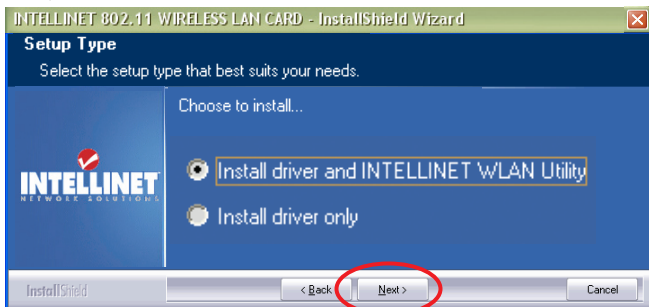 INTELLINET 802.11 WIRELESS LAN CARD - InstallShield Wizard
Setup Type
Select the setup type that best suits your needs.
Choose to install...
INTELLINET
NETWORK SOLUTIONS
Install driver and INTELLINET WLAN Utility
Install driver only
InstallShield
< Back
Next >
Cancel